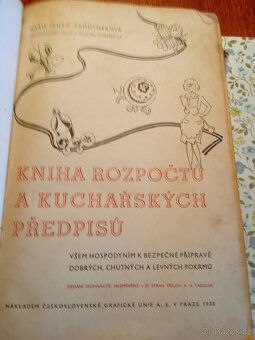 MARIE JANKŮ-SANDTNEROVÁ
KNIHA ROZPOČTŮ
A KUCHAŘSKÝCH
PŘEDPISŮ
VŠEM HOSPODYNÍM K BEZPEČNÉ PŘÍPRAVĚ
DOBRÝCH, CHUTNÝCH A LEVNÝCH POKRMŮ
NÁKLADEM ČESKOSLOVENSKÉ GRAFICKÉ UNIE A. S. V PRAZE 1938